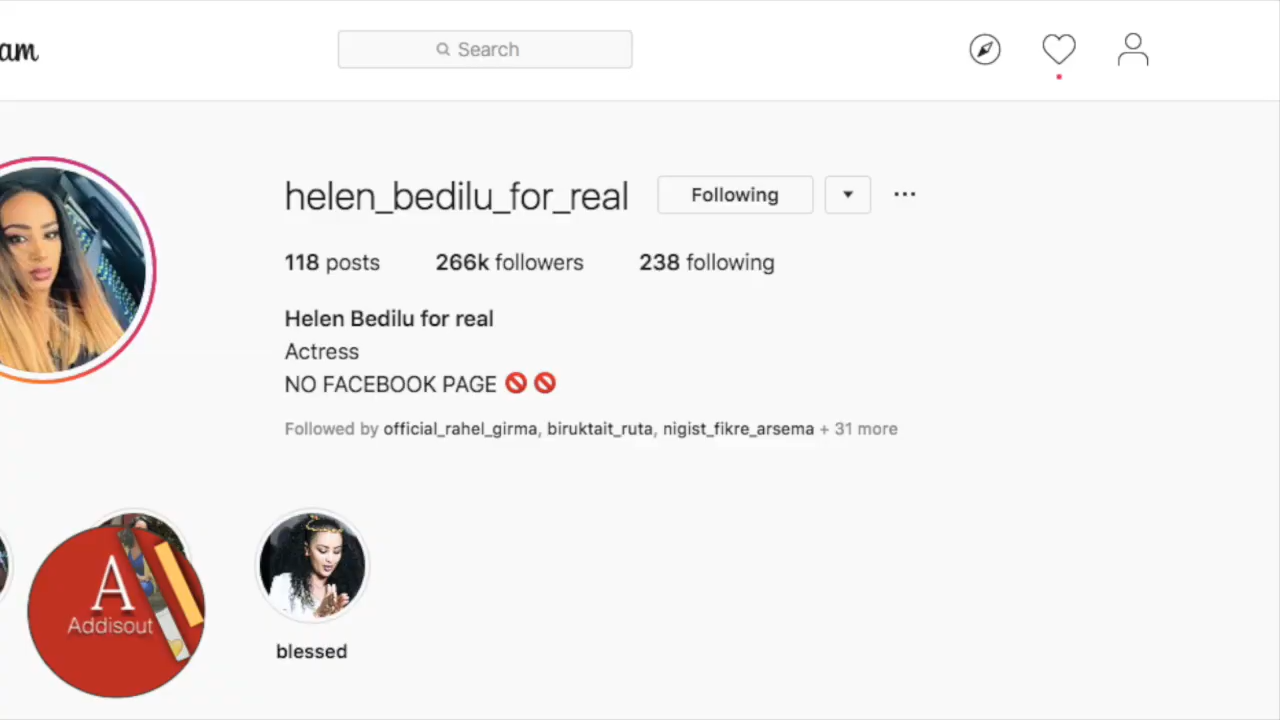 am
Search
helen_bedilu_for_real
Following
118 posts
266k followers
238 following
Helen Bedilu for real
Actress
NO FACEBOOK PAGE 🚫 🚫
Followed by official_rahel_girma, biruktait_ruta, nigist_fikre_arsema + 31 more
A
Addisout
blessed